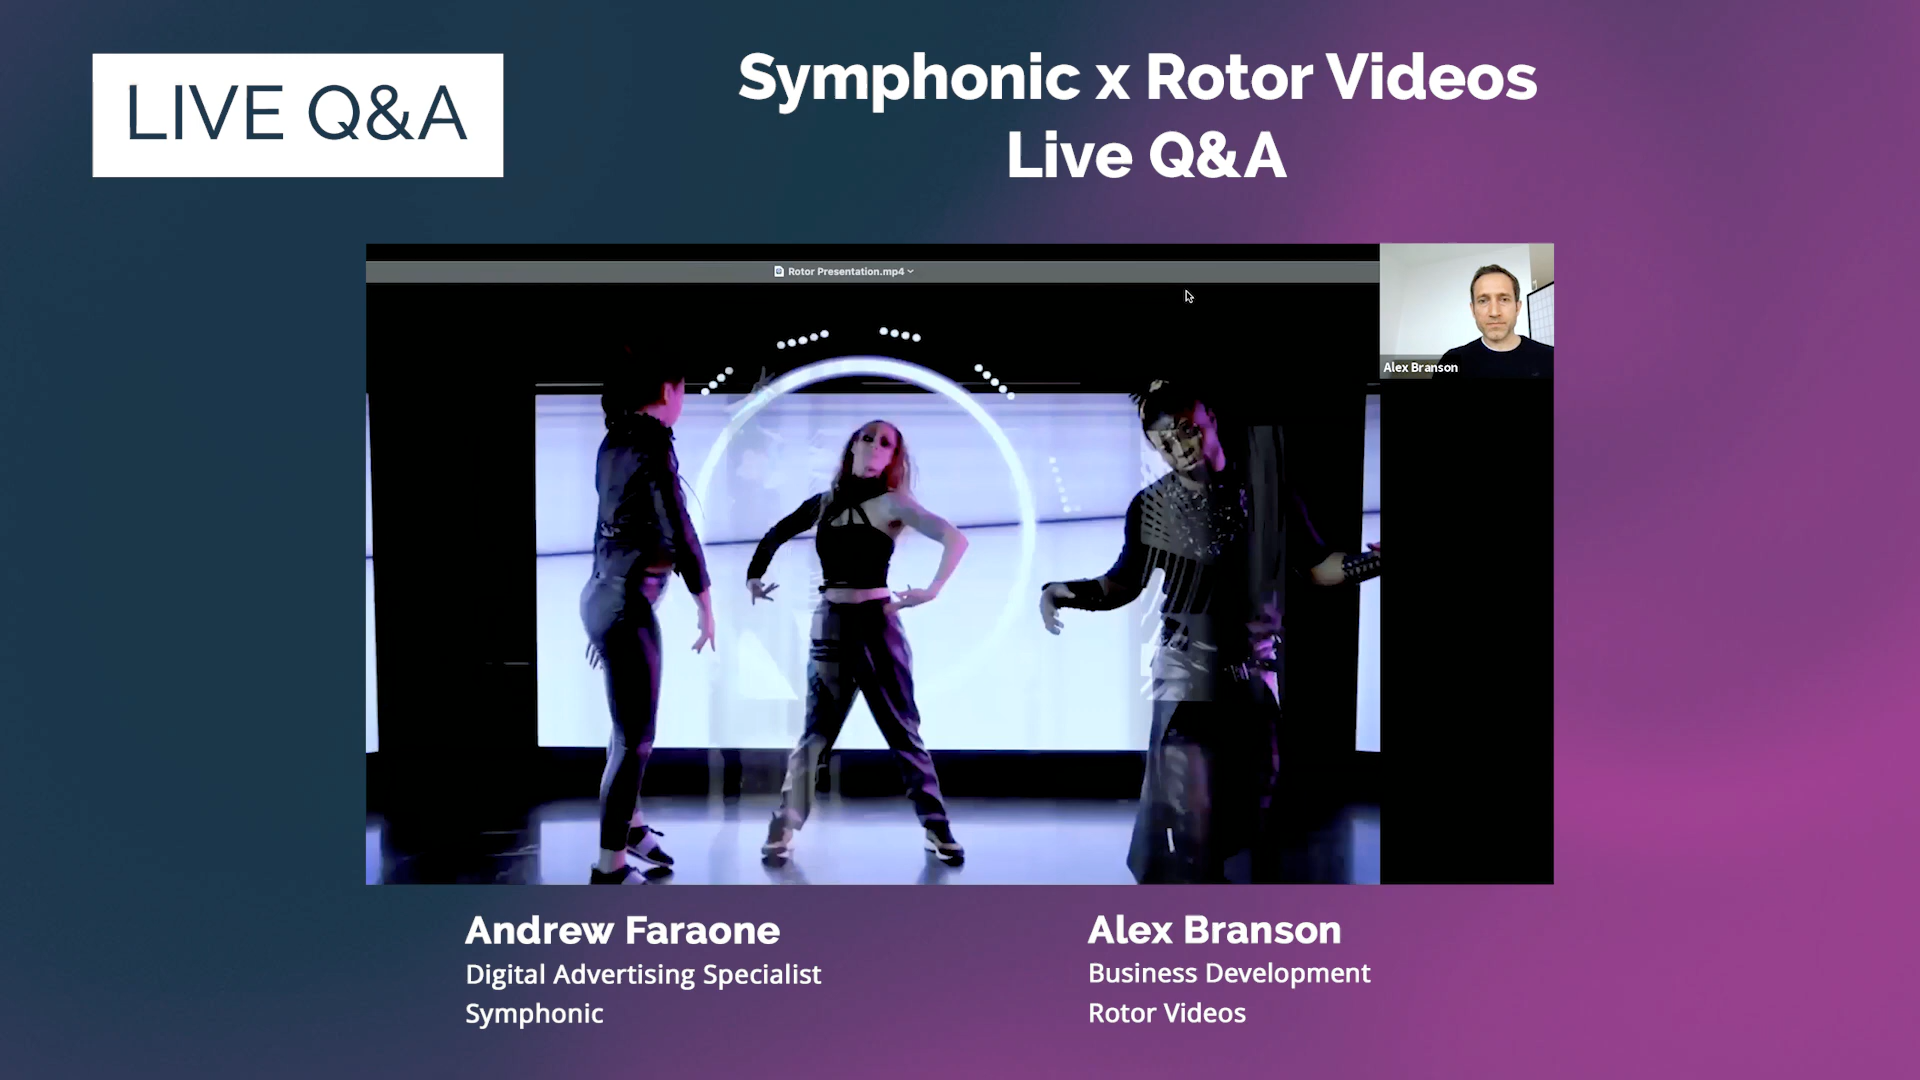 LIVE Q&A
Symphonic x Rotor Videos
Live Q&A
Rotor Presentation.mp4
Alex Branson
Andrew Faraone
Digital Advertising Specialist
Symphonic
Alex Branson
Business Development
Rotor Videos